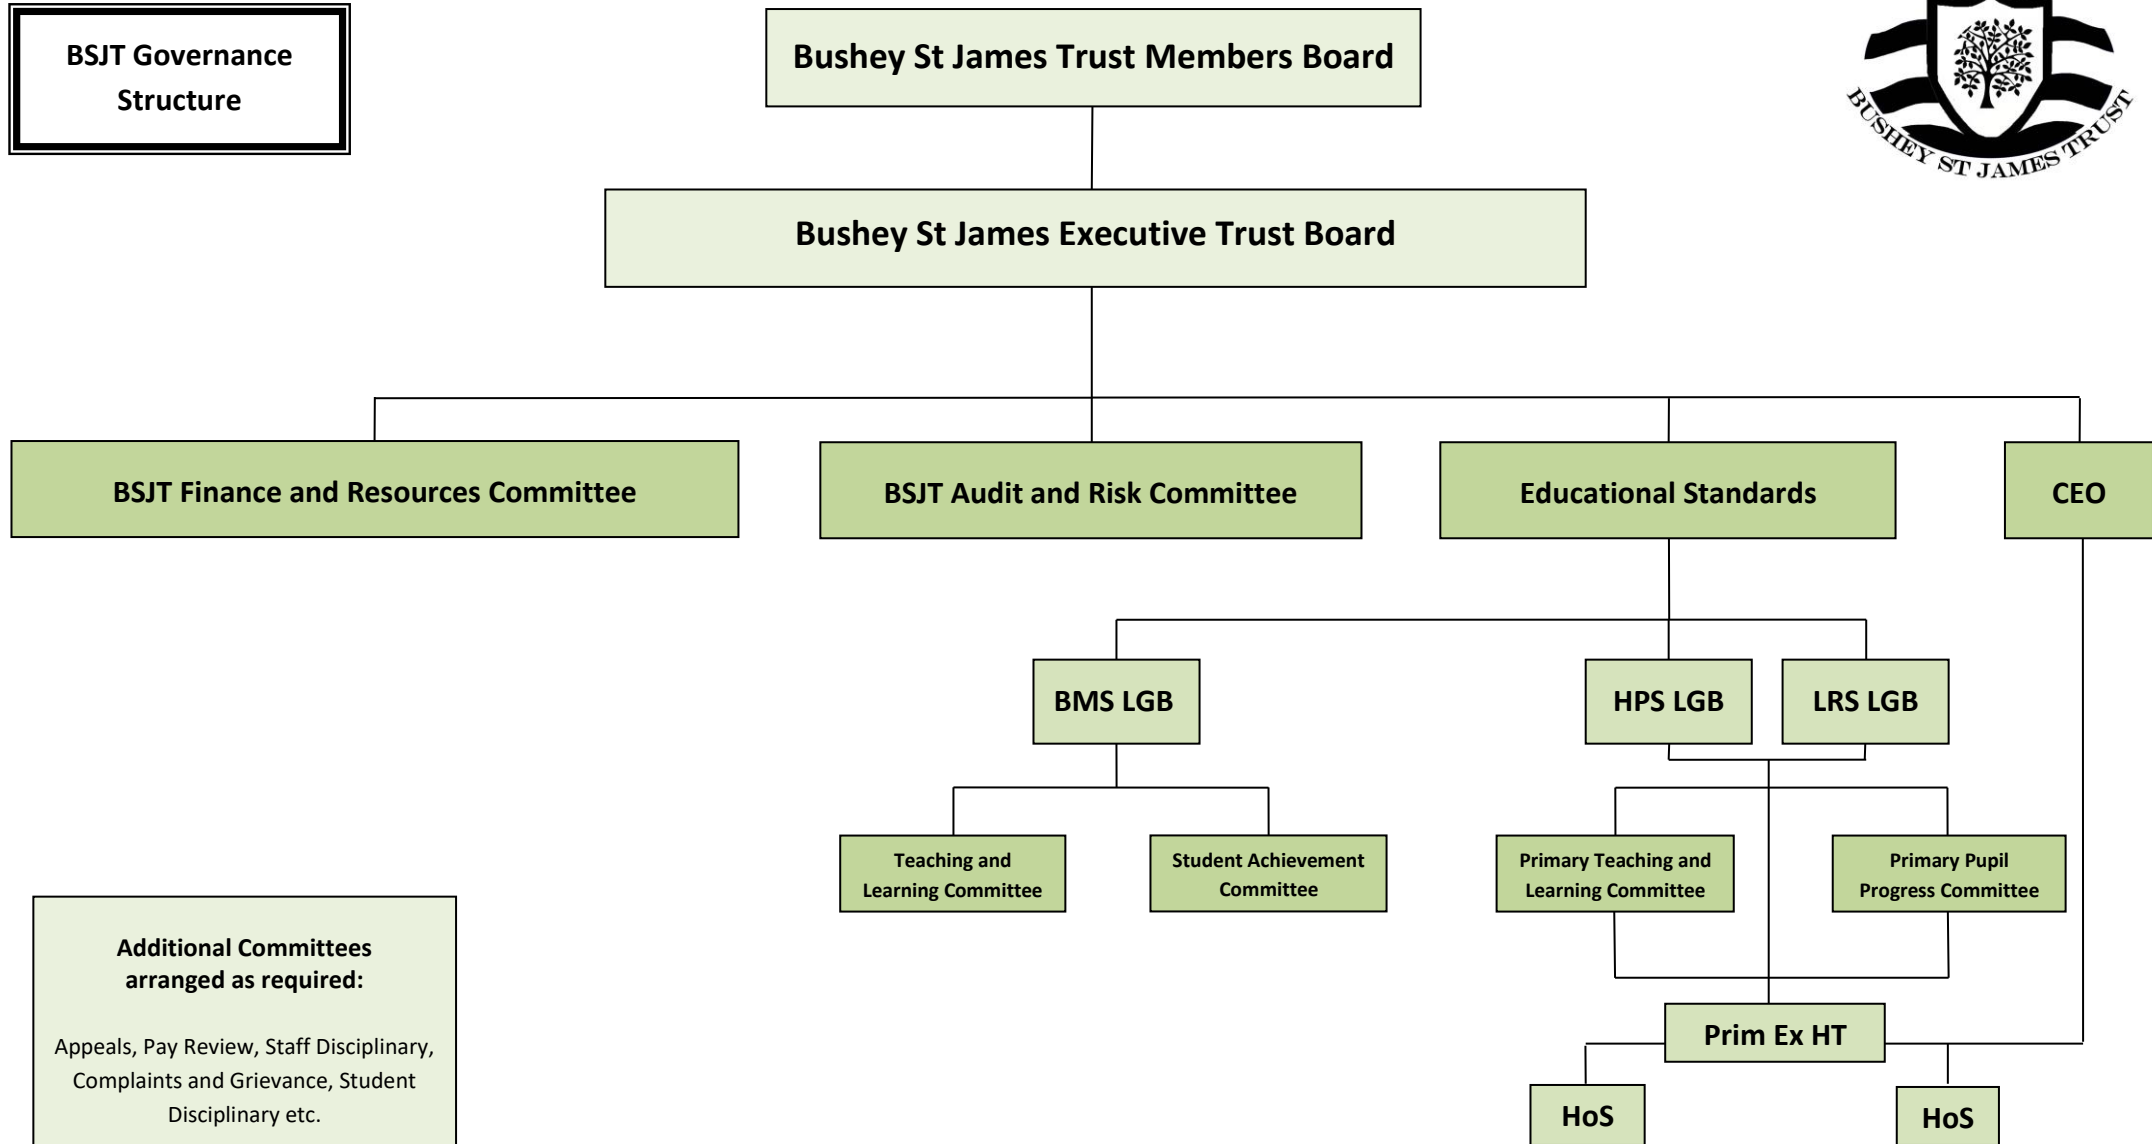 BSJT Governance
Structure
Bushey St James Trust Members Board
BUSHEY ST JAMES TRUST
Bushey St James Executive Trust Board
BSJT Finance and Resources Committee
BSJT Audit and Risk Committee
Educational Standards
CEO
BMS LGB
HPS LGB
LRS LGB
Teaching and
Learning Committee
Student Achievement
Committee
Primary Teaching and
Learning Committee
Primary Pupil
Progress Committee
Additional Committees
arranged as required:
Appeals, Pay Review, Staff Disciplinary,
Complaints and Grievance, Student
Disciplinary etc.
Prim Ex HT
HoS
HoS